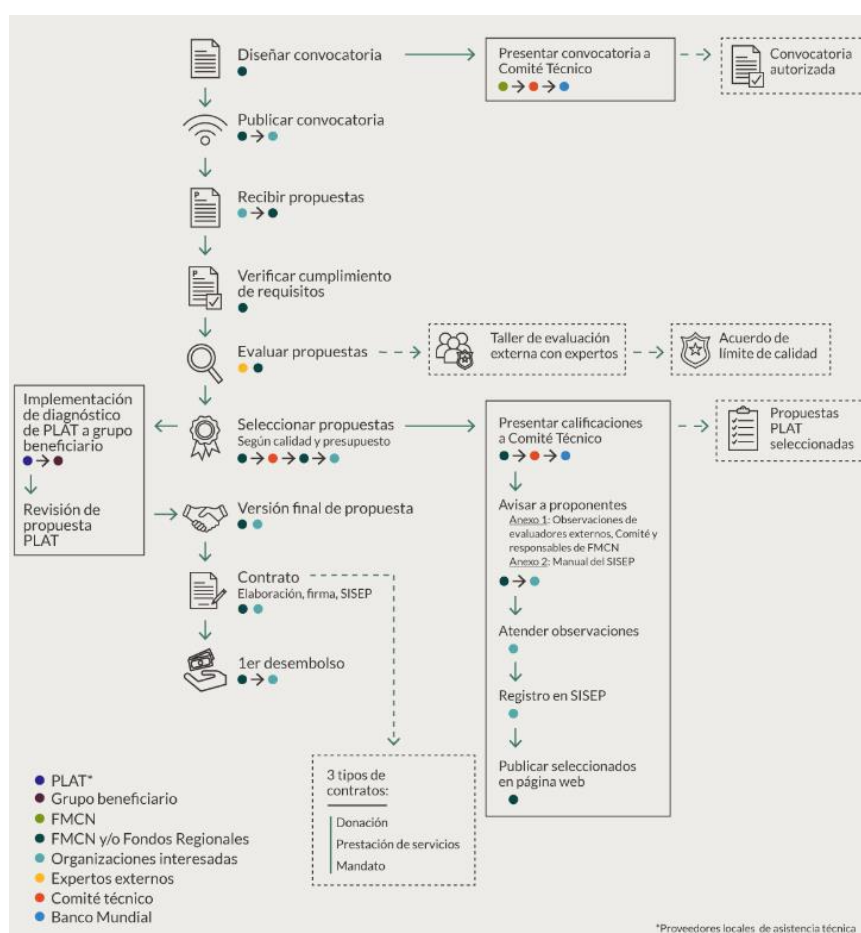 Diseñar convocatoria
Presentar convocatoria a
Comité Técnico
Convocatoria
autorizada
Publicar convocatoria
Recibir propuestas
Verificar cumplimiento
de requisitos
Evaluar propuestas
Taller de evaluación
externa con expertos
Acuerdo de
límite de calidad
Implementación
de diagnóstico
de PLAT a grupo
beneficiario
Revisión de
propuesta
PLAT
Seleccionar propuestas
Según calidad y presupuesto
Presentar calificaciones
a Comité Técnico
Propuestas
PLAT
seleccionadas
Avisar a proponentes
Anexo 1: Observaciones de
evaluadores externos, Comité y
responsables de FMCN
Anexo 2: Manual del SISEP
Atender observaciones
Registro en SISEP
Publicar seleccionados
en página web
Versión final de propuesta
Contrato
Elaboración, firma, SISEP
1er desembolso
3 tipos de
contratos:
Donación
Prestación de servicios
Mandato
PLAT*
Grupo beneficiario
FMCN
FMCN y/o Fondos Regionales
Organizaciones interesadas
Expertos externos
Comité técnico
Banco Mundial
*Proveedores locales de asistencia técnica